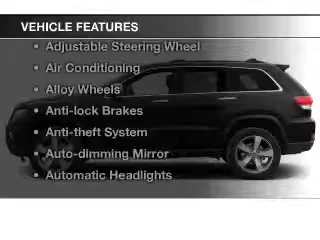 VEHICLE FEATURES
• Adjustable Steering Wheel
• Air Conditioning
• Alloy Wheels
• Anti-lock Brakes
• Anti-theft System
• Auto-dimming Mirror
• Automatic Headlights